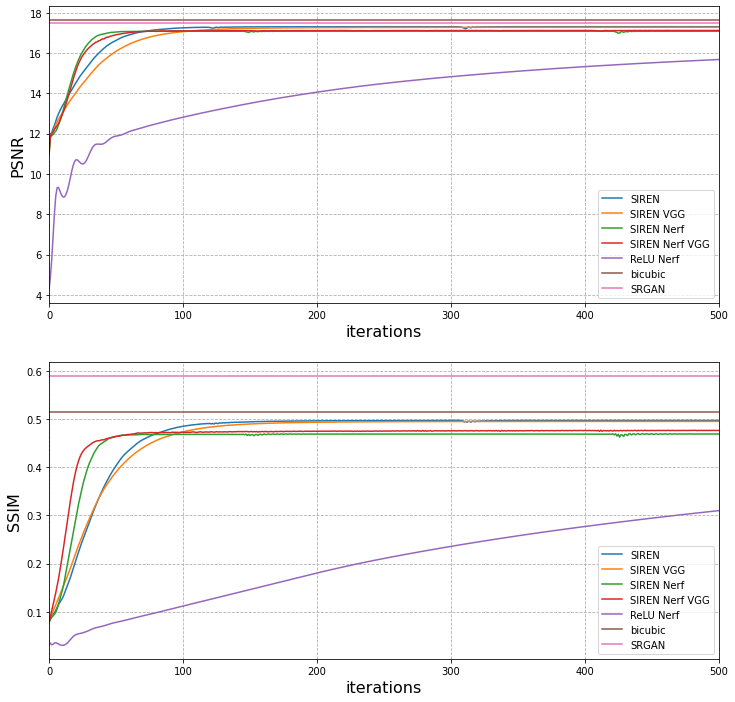 18
16
14
12
10
8
6
4
PSNR
SIREN
SIREN VGG
SIREN Nerf
SIREN Nerf VGG
ReLU Nerf
bicubic
SRGAN
0 100 200 300 400 500
iterations
0.6
0.5
0.4
0.3
0.2
0.1
SSIM
SIREN
SIREN VGG
SIREN Nerf
SIREN Nerf VGG
ReLU Nerf
bicubic
SRGAN
0 100 200 300 400 500
iterations